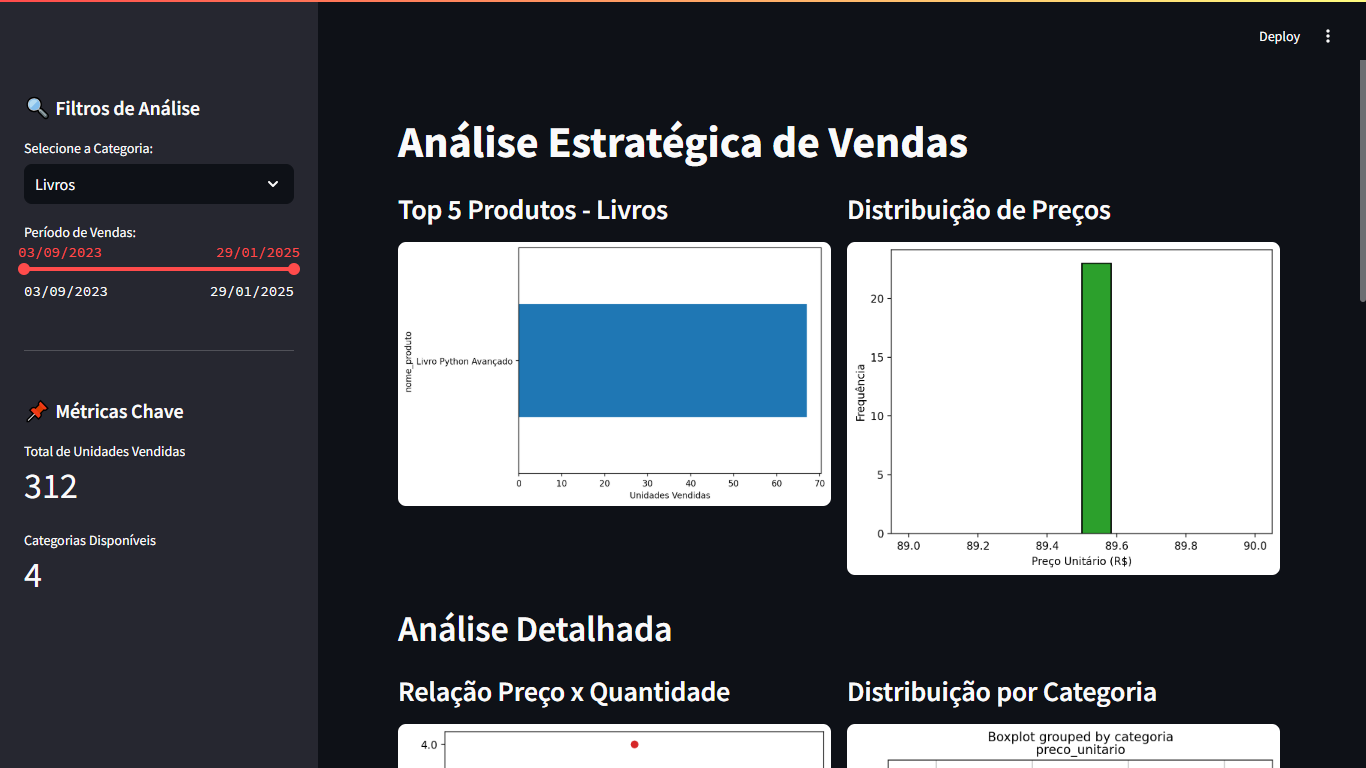 Deploy
🔍 Filtros de Análise
Selecione a Categoria:
Livros
Período de Vendas:
03/09/2023 29/01/2025
03/09/2023 29/01/2025
📌 Métricas Chave
Total de Unidades Vendidas
312
Categorias Disponíveis
4
Análise Estratégica de Vendas
Top 5 Produtos - Livros
nome_produto
Livro Python Avançado
0 10 20 30 40 50 60 70
Unidades Vendidas
Distribuição de Preços
Frequência
20
15
10
5
0
89.0 89.2 89.4 89.6 89.8 90.0
Preço Unitário (R$)
Análise Detalhada
Relação Preço x Quantidade
4.0
Distribuição por Categoria
Boxplot grouped by categoria
preco_unitario